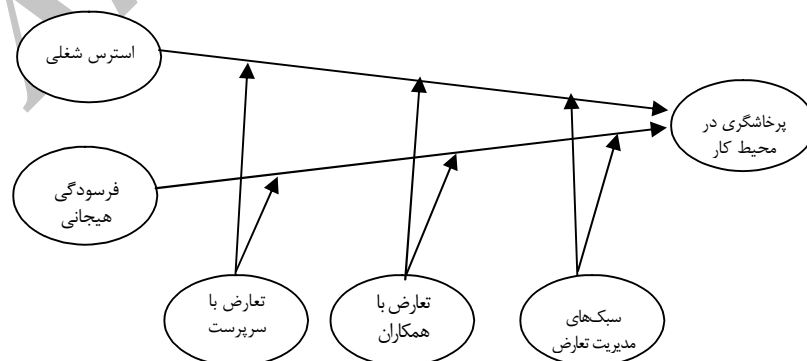 استرس شغلی
پرخاشگری در
محیط کار
فرسودگی
هیجانی
تعارض با
سرپرست
تعارض با
همکاران
سبک‌های
مدیریت تعارض